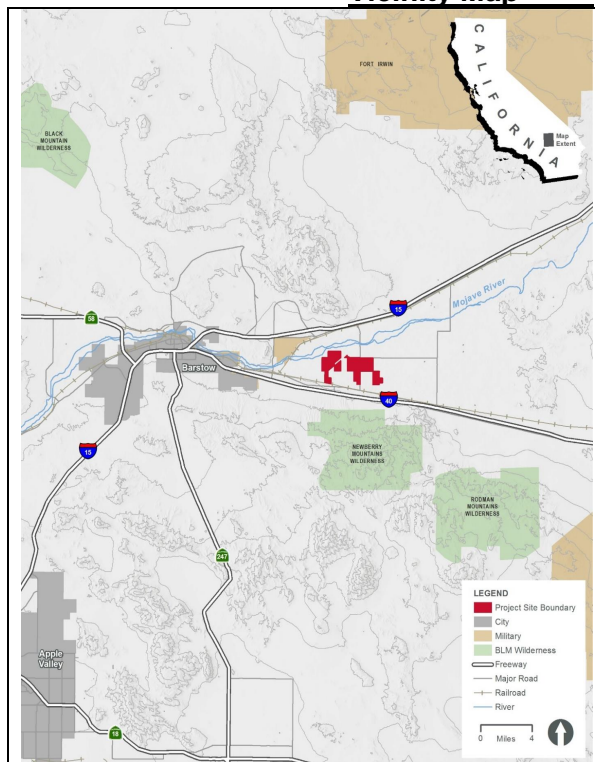 Vicinity Map
FORT IRWIN
CALIFORNIA
Map
Extent
BLACK
MOUNTAIN
WILDERNESS
Mojave River
15
58
Barstow
40
15
NEWBERRY
MOUNTAINS
WILDERNESS
RODMAN
MOUNTAINS
WILDERNESS
247
Apple
Valley
18
LEGEND
Project Site Boundary
City
Military
BLM Wilderness
Freeway
Major Road
Railroad
River
0 Miles 4